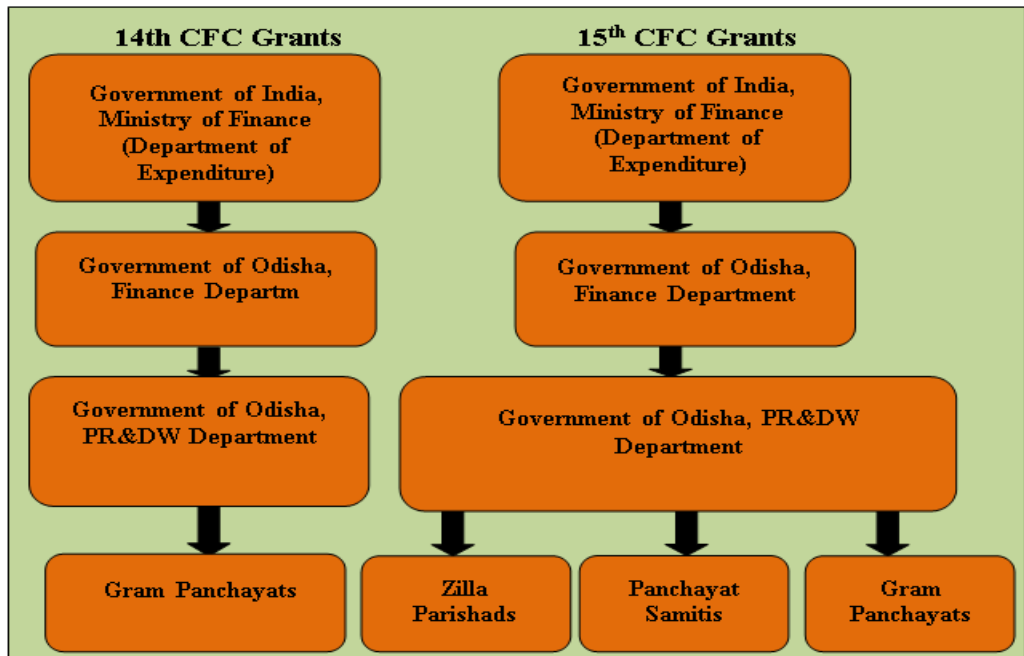 14th CFC Grants
Government of India,
Ministry of Finance
(Department of
Expenditure)
Government of Odisha,
Finance Departm
Government of Odisha,
PR&DW Department
Gram Panchayats
15th CFC Grants
Government of India,
Ministry of Finance
(Department of
Expenditure)
Government of Odisha,
Finance Department
Government of Odisha, PR&DW
Department
Zilla
Parishads
Panchayat
Samitis
Gram
Panchayats